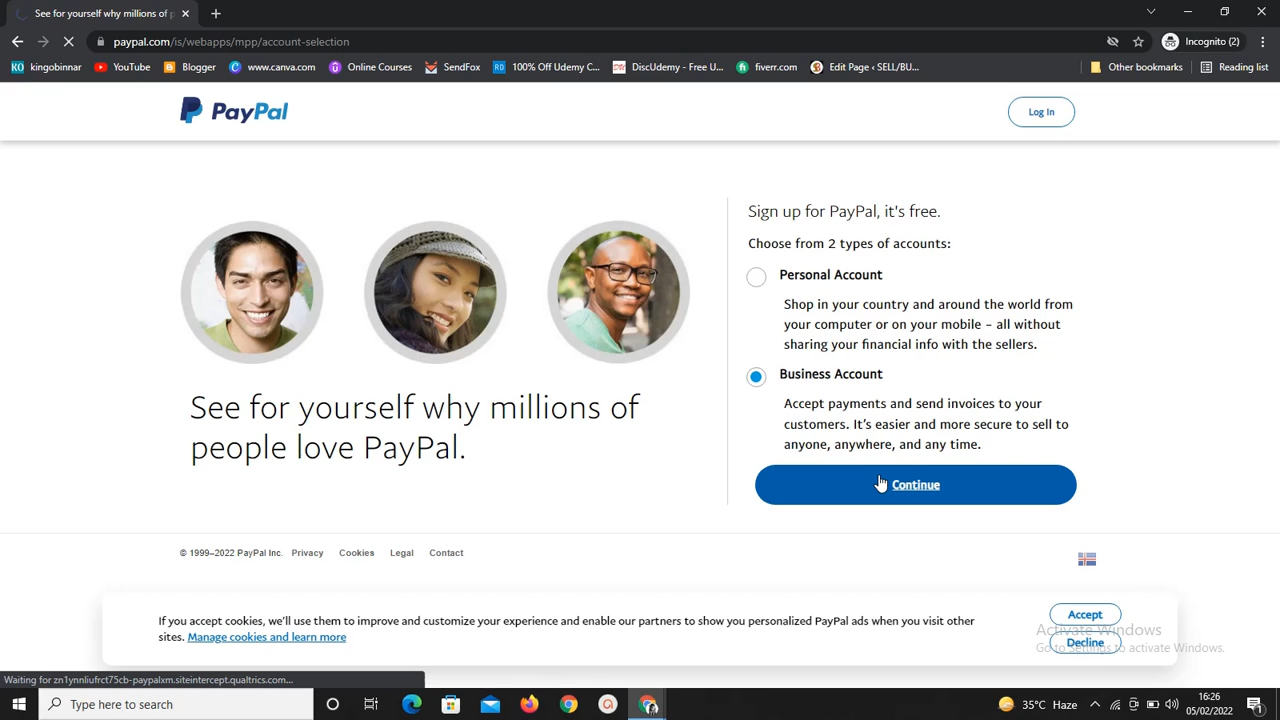 See for yourself why millions of p
paypal.com/is/webapps/mpp/account-selection
Incognito (2)
kingobinnar
YouTube
Blogger
www.canva.com
Online Courses
SendFox
100% Off Udemy C...
DiscUdemy - Free U...
fiverr.com
Edit Page ‹ SELL/BU...
Other bookmarks
Reading list
PayPal
Log In
See for yourself why millions of
people love PayPal.
Sign up for PayPal, it's free.
Choose from 2 types of accounts:
Personal Account
Shop in your country and around the world from
your computer or on your mobile – all without
sharing your financial info with the sellers.
Business Account
Accept payments and send invoices to your
customers. It's easier and more secure to sell to
anyone, anywhere, and any time.
Continue
© 1999–2022 PayPal Inc. Privacy Cookies Legal Contact
If you accept cookies, we'll use them to improve and customize your experience and enable our partners to show you personalized PayPal ads when you visit other
sites. Manage cookies and learn more
Accept
Decline
Activate Windows
Go to Settings to activate Windows.
Waiting for zn1ynnliufrct75cb-paypalxm.siteintercept.qualtrics.com...
Type here to search
35°C Haze
16:26
05/02/2022